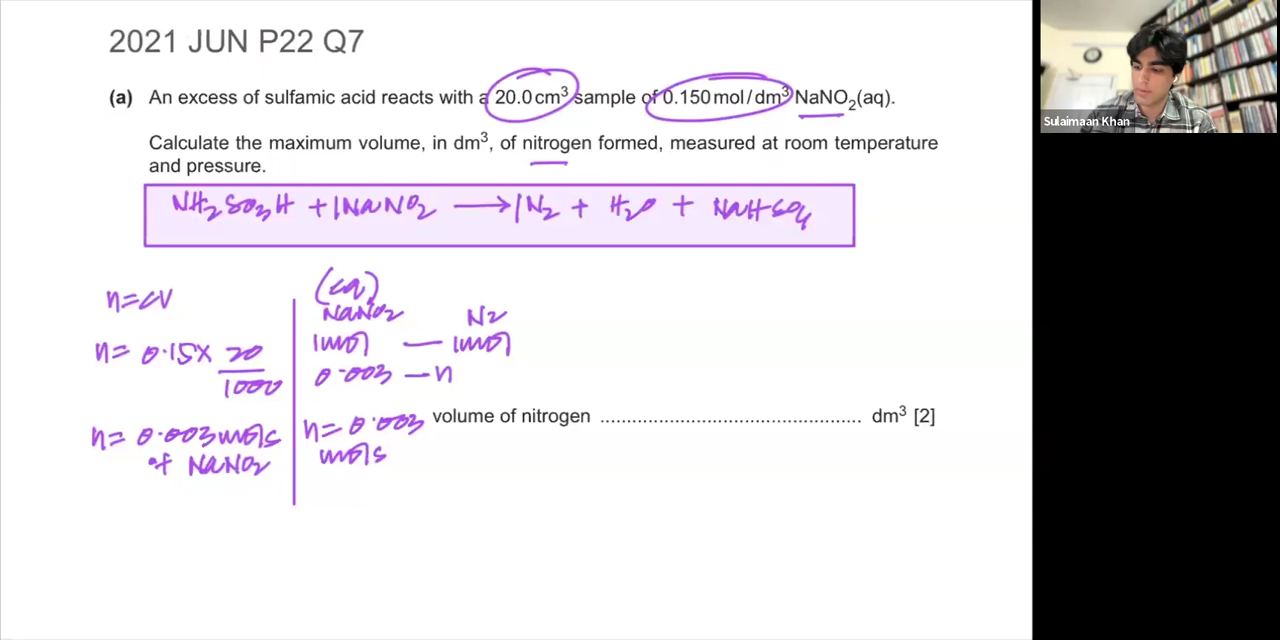 2021 JUN P22 Q7
(a) An excess of sulfamic acid reacts with a 20.0 cm³ sample of 0.150 mol/dm³ NaNO₂(aq).
Calculate the maximum volume, in dm³, of nitrogen formed, measured at room temperature
and pressure.
NH₂SO₃H + 1NaNO₂ → 1N₂ + H₂O + NaHSO₄
n=cv
n= 0.15x 20/1000
n= 0.003 mols
of NaNO₂
(eq)
NaNO₂ N₂
1mol — 1mol
0.003 — n
n= 0.003
mols
volume of nitrogen ................................................ dm³ [2]
Sulaimaan Khan